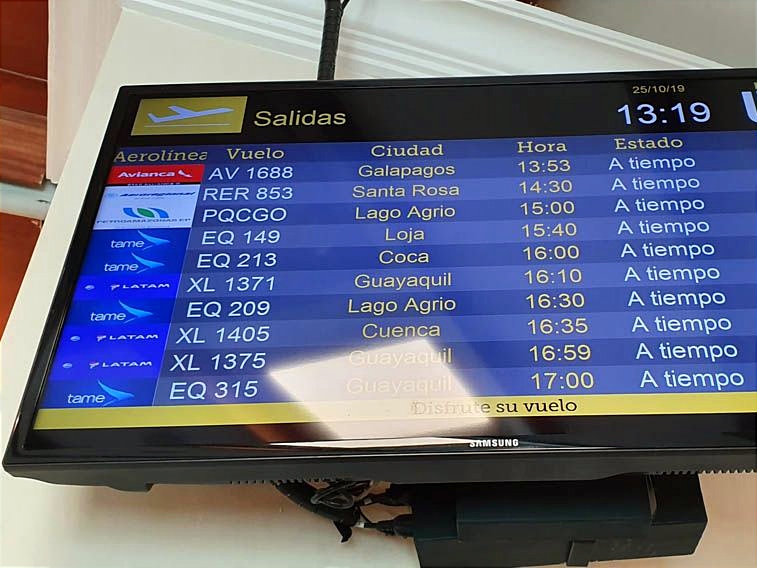 25/10/19
Salidas 13:19
Aerolínea Vuelo Ciudad Hora Estado
Avianca AV 1688 Galapagos 13:53 A tiempo
Aeroregional RER 853 Santa Rosa 14:30 A tiempo
PETROAMAZONAS EP PQCGO Lago Agrio 15:00 A tiempo
tame EQ 149 Loja 15:40 A tiempo
tame EQ 213 Coca 16:00 A tiempo
LATAM XL 1371 Guayaquil 16:10 A tiempo
tame EQ 209 Lago Agrio 16:30 A tiempo
LATAM XL 1405 Cuenca 16:35 A tiempo
LATAM XL 1375 Guayaquil 16:59 A tiempo
tame EQ 315 Guayaquil 17:00 A tiempo
Disfrute su vuelo
SAMSUNG